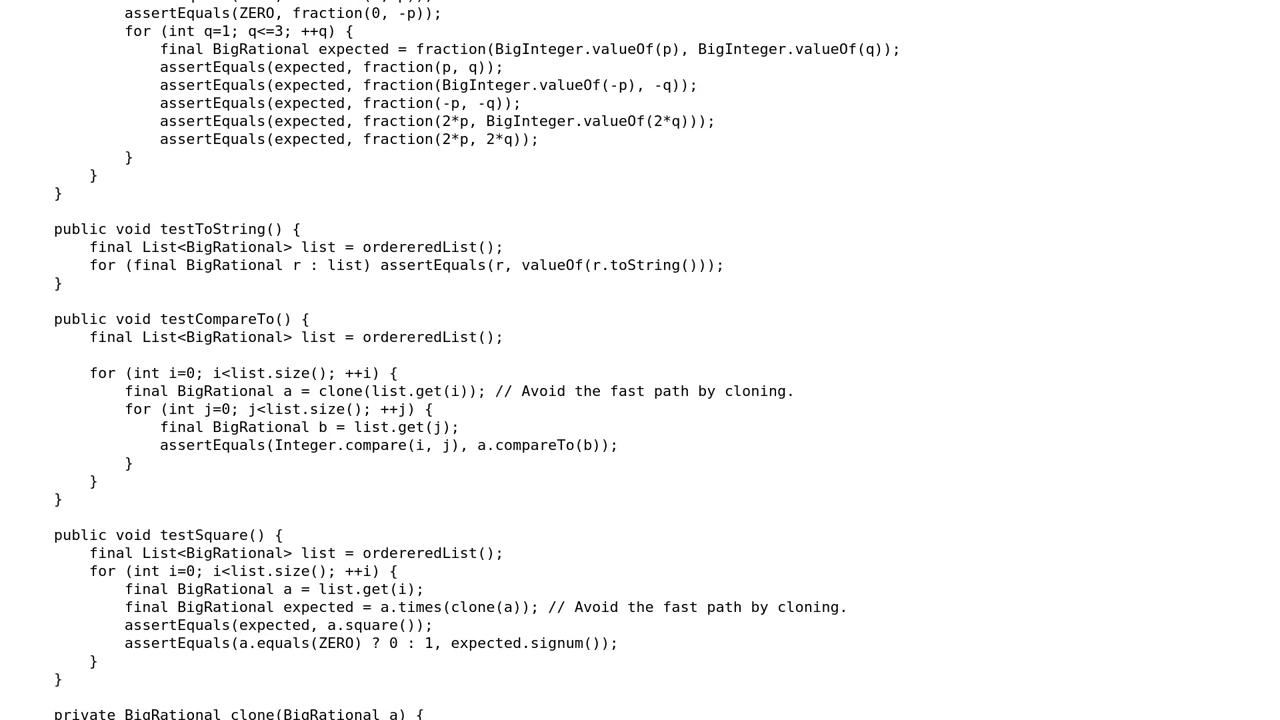 assertEquals(ZERO, fraction(0, -p));
for (int q=1; q<=3; ++q) {
final BigRational expected = fraction(BigInteger.valueOf(p), BigInteger.valueOf(q));
assertEquals(expected, fraction(p, q));
assertEquals(expected, fraction(BigInteger.valueOf(-p), -q));
assertEquals(expected, fraction(-p, -q));
assertEquals(expected, fraction(2*p, BigInteger.valueOf(2*q)));
assertEquals(expected, fraction(2*p, 2*q));
}
}
}
public void testToString() {
final List<BigRational> list = ordereredList();
for (final BigRational r : list) assertEquals(r, valueOf(r.toString()));
}
public void testCompareTo() {
final List<BigRational> list = ordereredList();
for (int i=0; i<list.size(); ++i) {
final BigRational a = clone(list.get(i)); // Avoid the fast path by cloning.
for (int j=0; j<list.size(); ++j) {
final BigRational b = list.get(j);
assertEquals(Integer.compare(i, j), a.compareTo(b));
}
}
}
public void testSquare() {
final List<BigRational> list = ordereredList();
for (int i=0; i<list.size(); ++i) {
final BigRational a = list.get(i);
final BigRational expected = a.times(clone(a)); // Avoid the fast path by cloning.
assertEquals(expected, a.square());
assertEquals(a.equals(ZERO) ? 0 : 1, expected.signum());
}
}
private BigRational clone(BigRational a) {